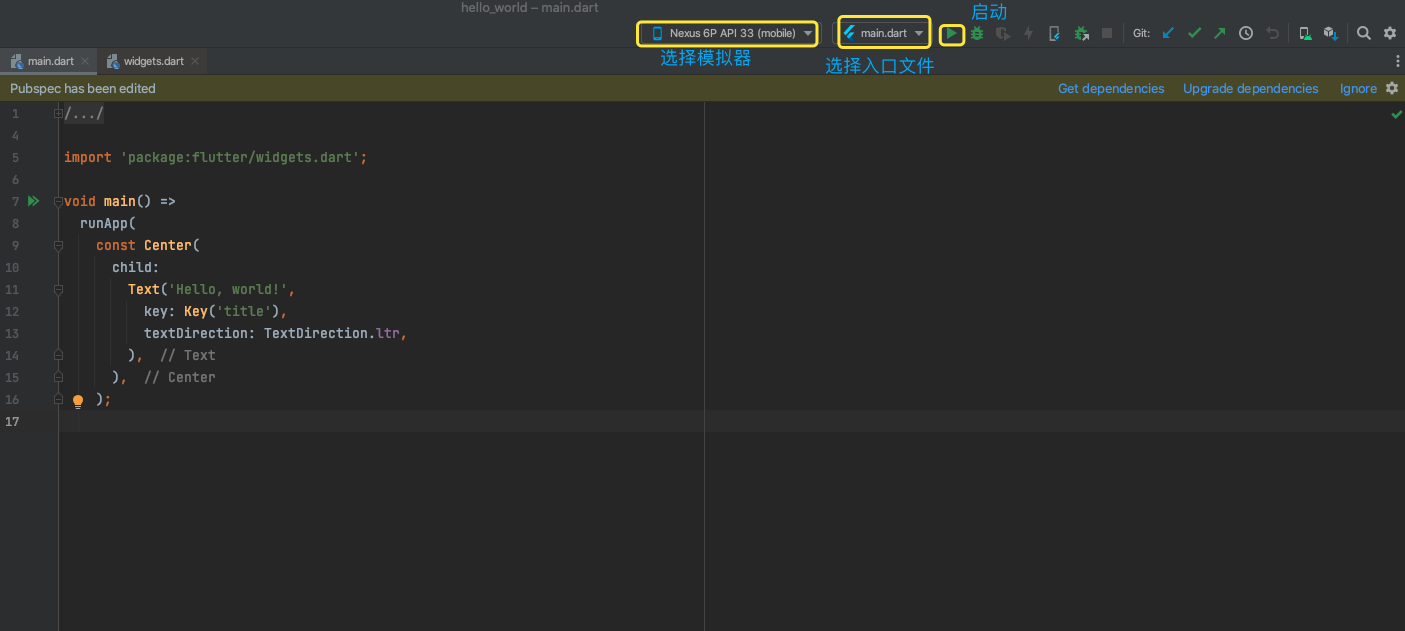 hello_world – main.dart
启动
Nexus 6P API 33 (mobile) main.dart Git:
选择模拟器 选择入口文件
main.dart widgets.dart
Pubspec has been edited Get dependencies Upgrade dependencies Ignore
1 /.../
4
5 import 'package:flutter/widgets.dart';
6
7 void main() =>
8 runApp(
9 const Center(
10 child:
11 Text('Hello, world!',
12 key: Key('title'),
13 textDirection: TextDirection.ltr,
14 ), // Text
15 ), // Center
16 );
17